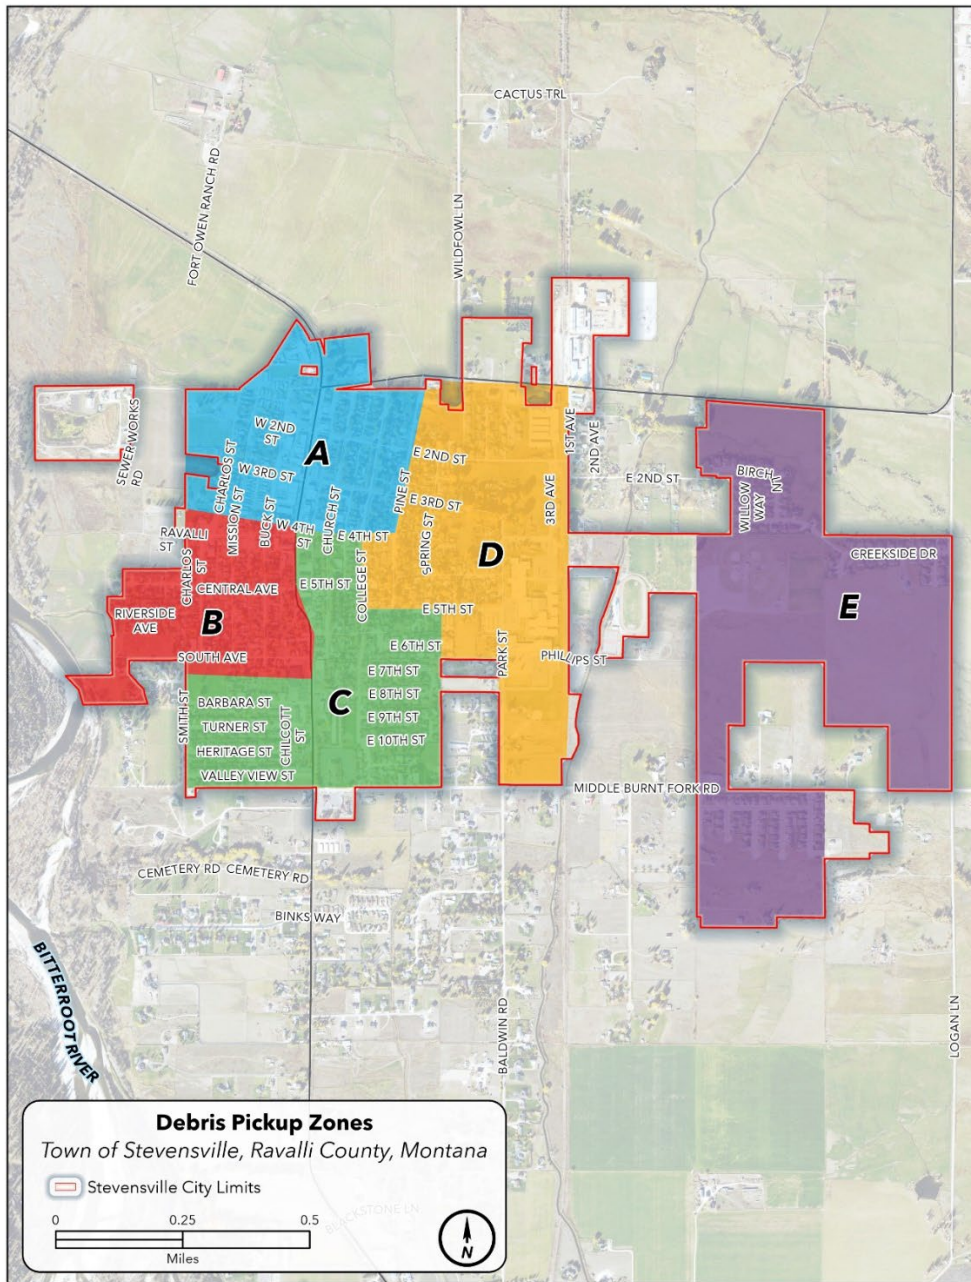 CACTUS TRL
FORT OWEN RANCH RD
WILDFOWL LN
SEWER WORKS
RD
W 2ND
ST
A
CHARLOS ST
W 3RD ST
MISSION ST
BUCK ST
W 4TH
ST
CHURCH ST
PINE ST
E 2ND ST
E 3RD ST
E 4TH ST
SPRING ST
1ST AVE
2ND AVE
3RD AVE
E 2ND ST
BIRCH
LN
WILLOW
WAY
CREEKSIDE DR
D
E
RAVALLI
ST
CHARLOS
ST
CENTRAL AVE
RIVERSIDE
AVE
B
SOUTH AVE
E 5TH ST
COLLEGE ST
E 5TH ST
E 6TH ST
PARK ST
PHILLIPS ST
E 7TH ST
E 8TH ST
E 9TH ST
E 10TH ST
C
SMITH ST
BARBARA ST
TURNER ST
HERITAGE ST
VALLEY VIEW ST
CHILCOTT
ST
MIDDLE BURNT FORK RD
CEMETERY RD
CEMETERY RD
BINKS WAY
BITTERROOT RIVER
BALDWIN RD
LOGAN LN
BLACKSTONE LN
Debris Pickup Zones
Town of Stevensville, Ravalli County, Montana
Stevensville City Limits
0 0.25 0.5
Miles
N